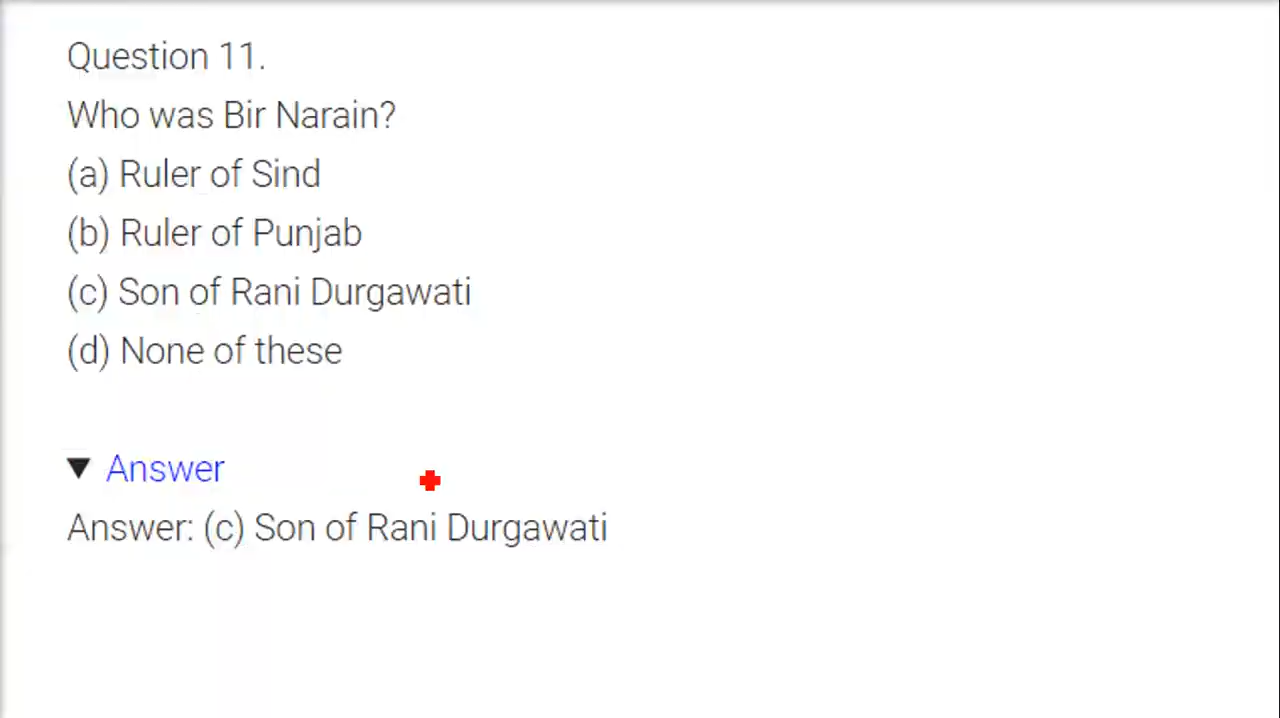 Question 11.
Who was Bir Narain?
(a) Ruler of Sind
(b) Ruler of Punjab
(c) Son of Rani Durgawati
(d) None of these
Answer
Answer: (c) Son of Rani Durgawati